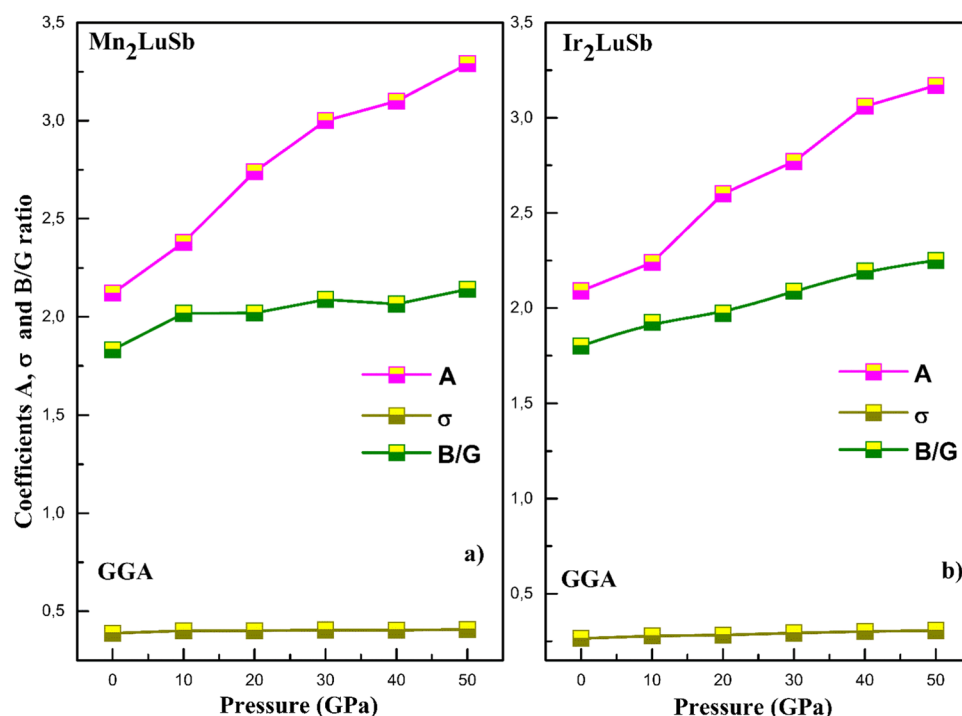 Coefficients A, σ and B/G ratio
Mn2LuSb
3,5
3,0
2,5
2,0
1,5
1,0
0,5
A
σ
B/G
a)
GGA
0 10 20 30 40 50
Pressure (GPa)
Ir2LuSb
3,5
3,0
2,5
2,0
1,5
1,0
0,5
A
σ
B/G
b)
GGA
0 10 20 30 40 50
Pressure (GPa)